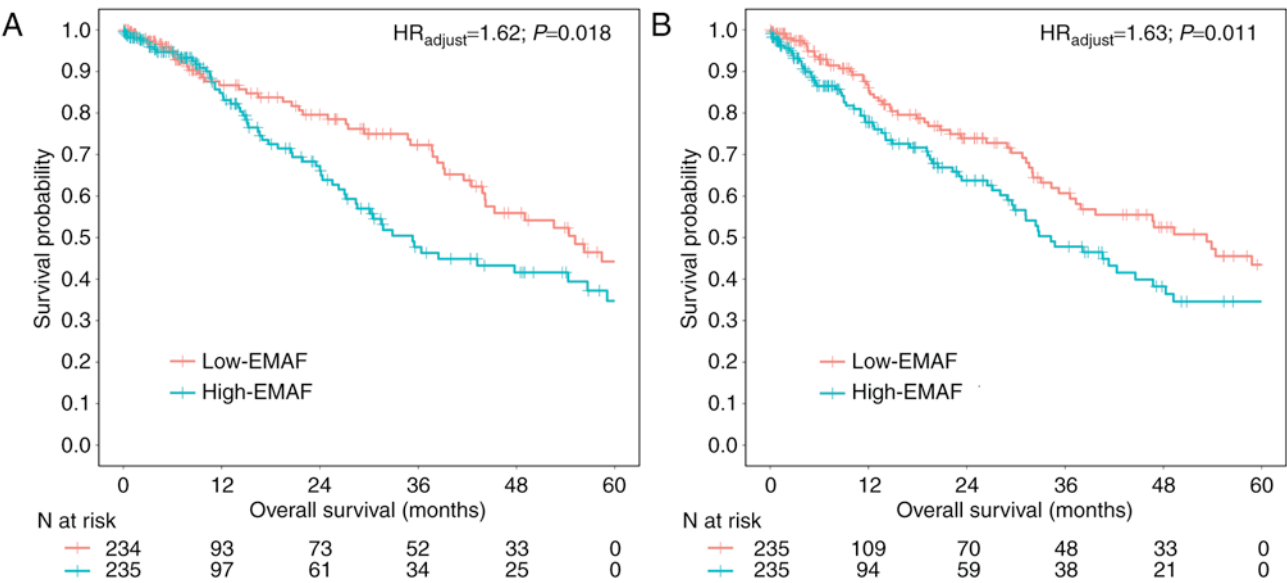 A
HRadjust=1.62; P=0.018
1.0
0.9
0.8
0.7
0.6
0.5
0.4
0.3
0.2
0.1
0.0
Survival probability
Low-EMAF
High-EMAF
0 12 24 36 48 60
Overall survival (months)
N at risk
234 93 73 52 33 0
235 97 61 34 25 0
B
HRadjust=1.63; P=0.011
1.0
0.9
0.8
0.7
0.6
0.5
0.4
0.3
0.2
0.1
0.0
Survival probability
Low-EMAF
High-EMAF
0 12 24 36 48 60
Overall survival (months)
N at risk
235 109 70 48 33 0
235 94 59 38 21 0